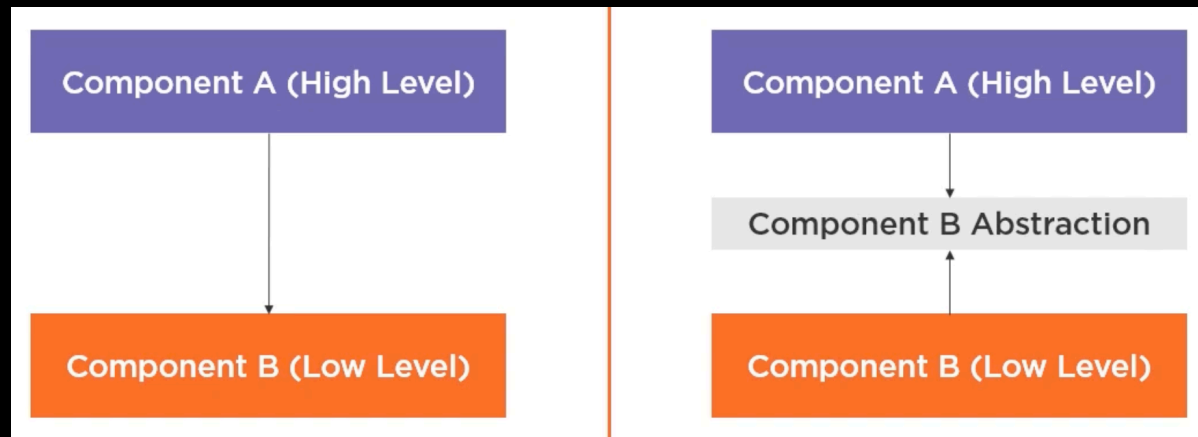 Component A (High Level)
Component B (Low Level)
Component A (High Level)
Component B Abstraction
Component B (Low Level)